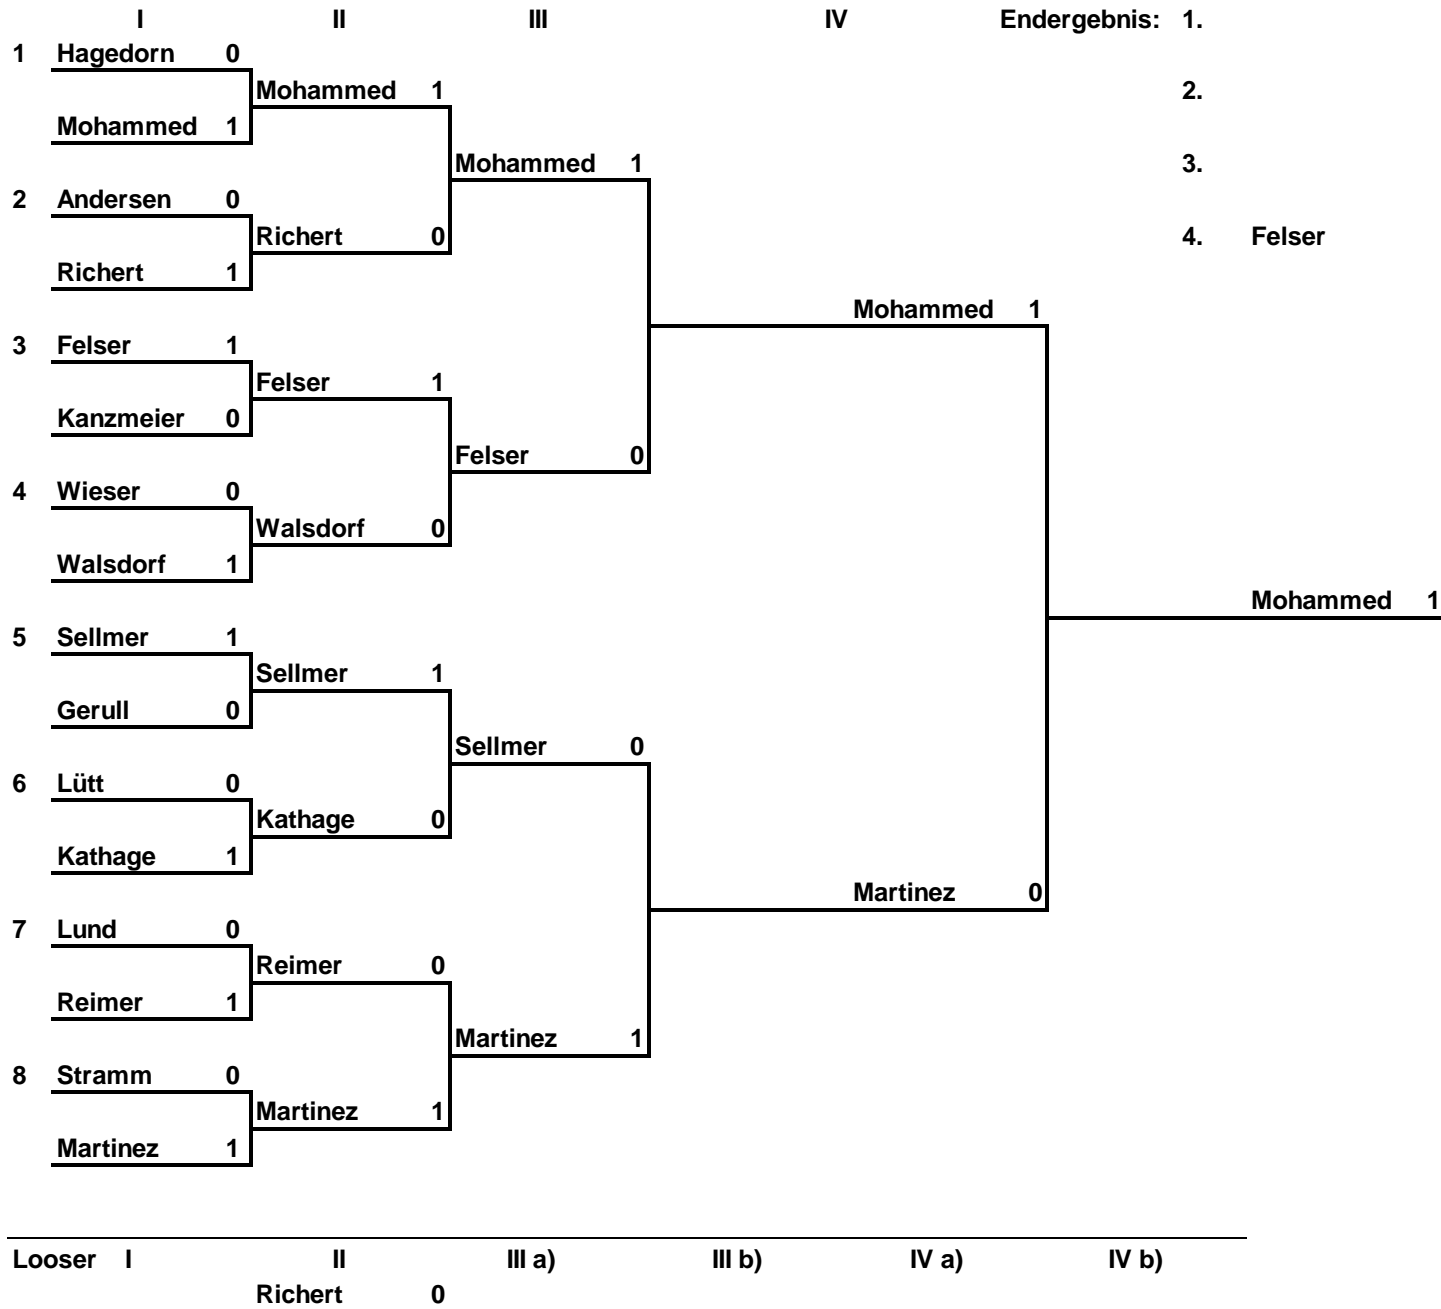 I II III IV Endergebnis: 1.
1 Hagedorn 0
Mohammed 1 2.
Mohammed 1
Mohammed 1 3.
2 Andersen 0
Richert 0 4. Felser
Richert 1
Mohammed 1
3 Felser 1
Felser 1
Kanzmeier 0
Felser 0
4 Wieser 0
Walsdorf 0
Walsdorf 1
Mohammed 1
5 Sellmer 1
Sellmer 1
Gerull 0
Sellmer 0
6 Lütt 0
Kathage 0
Kathage 1
Martinez 0
7 Lund 0
Reimer 0
Reimer 1
Martinez 1
8 Stramm 0
Martinez 1
Martinez 1
Looser I II III a) III b) IV a) IV b)
Richert 0